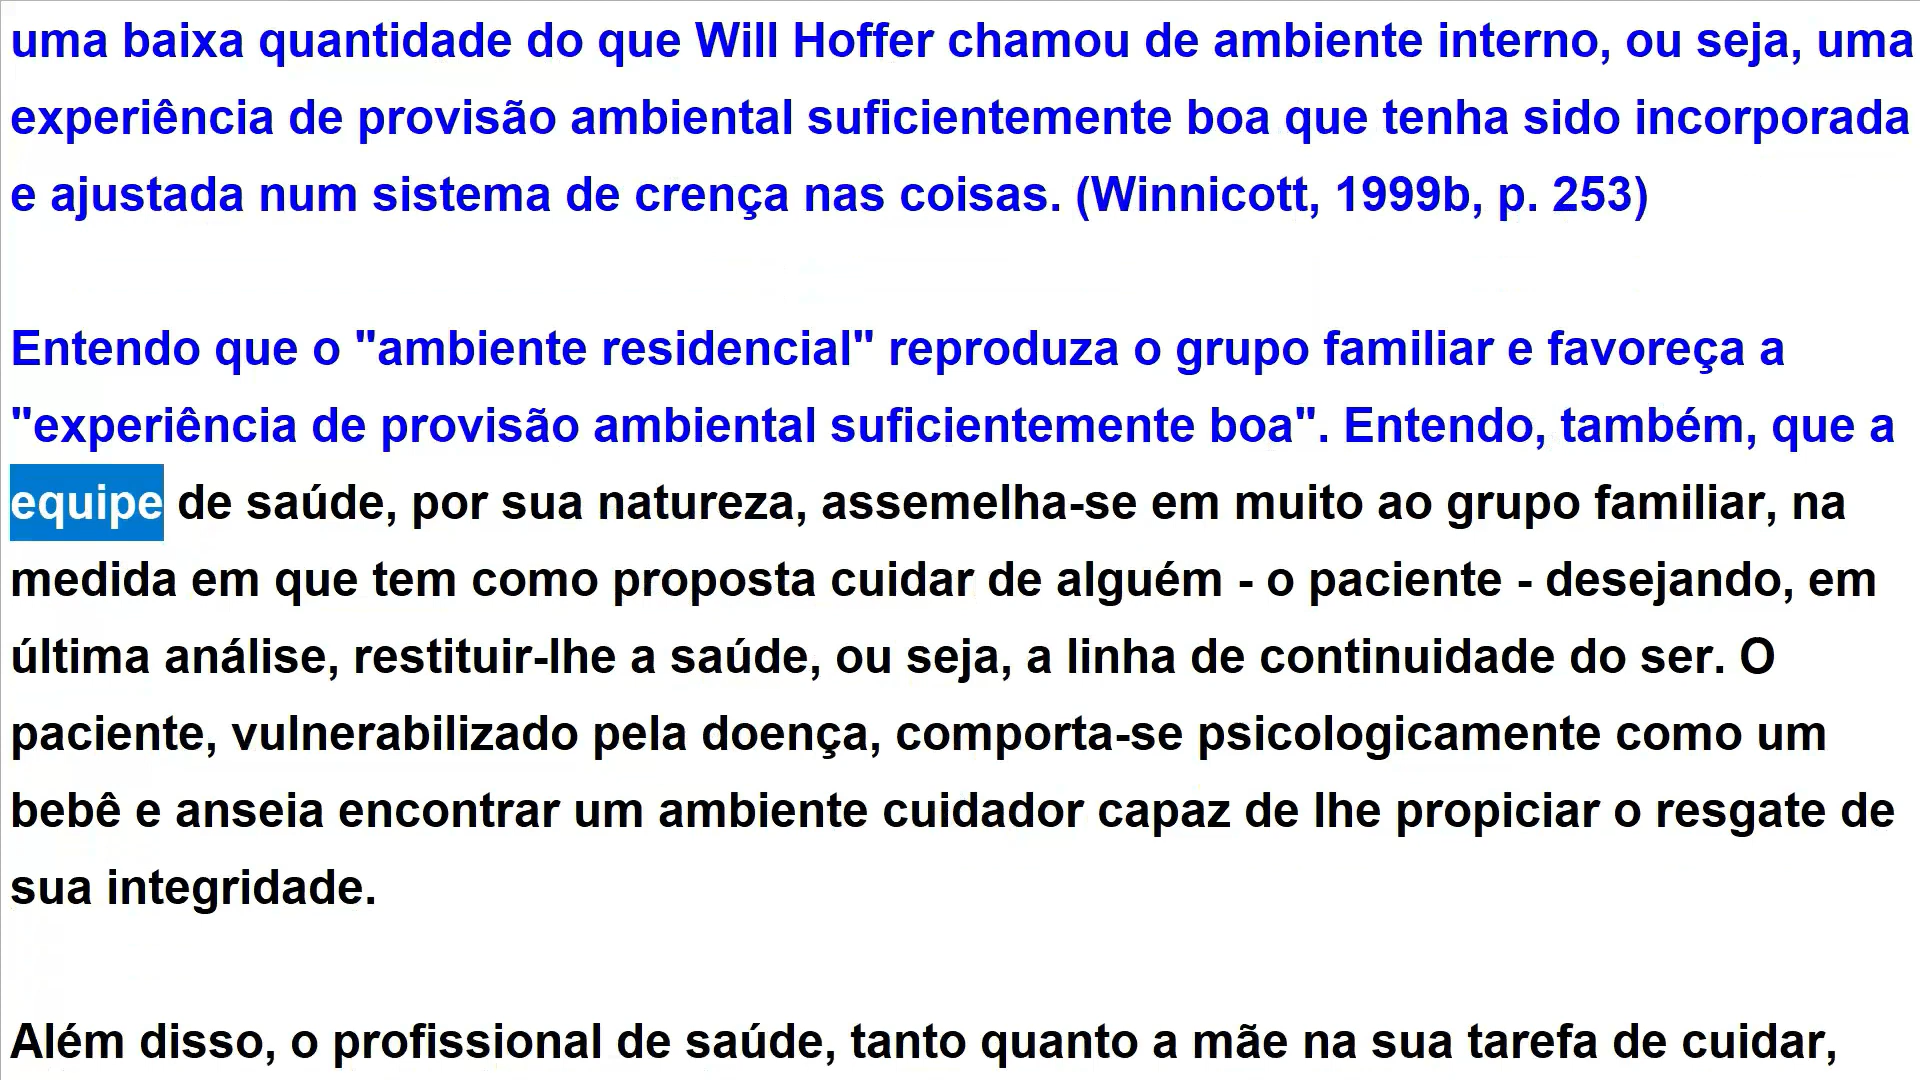 uma baixa quantidade do que Will Hoffer chamou de ambiente interno, ou seja, uma
experiência de provisão ambiental suficientemente boa que tenha sido incorporada
e ajustada num sistema de crença nas coisas. (Winnicott, 1999b, p. 253)
Entendo que o "ambiente residencial" reproduza o grupo familiar e favoreça a
"experiência de provisão ambiental suficientemente boa". Entendo, também, que a
equipe de saúde, por sua natureza, assemelha-se em muito ao grupo familiar, na
medida em que tem como proposta cuidar de alguém - o paciente - desejando, em
última análise, restituir-lhe a saúde, ou seja, a linha de continuidade do ser. O
paciente, vulnerabilizado pela doença, comporta-se psicologicamente como um
bebê e anseia encontrar um ambiente cuidador capaz de lhe propiciar o resgate de
sua integridade.
Além disso, o profissional de saúde, tanto quanto a mãe na sua tarefa de cuidar,